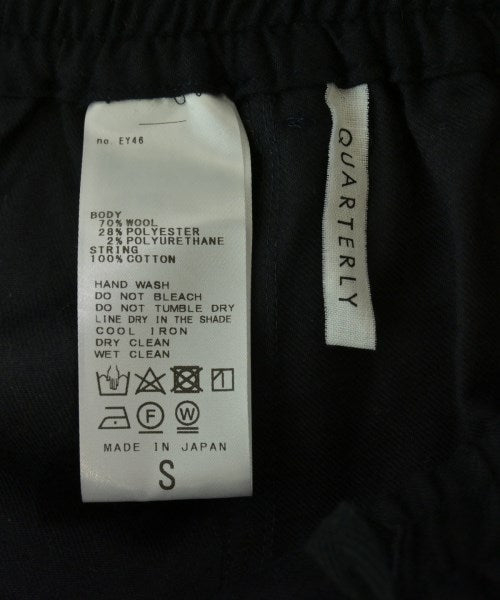 no. EY46
BODY
70% WOOL
28% POLYESTER
2% POLYURETHANE
STRING
100% COTTON
HAND WASH
DO NOT BLEACH
DO NOT TUMBLE DRY
LINE DRY IN THE SHADE
COOL IRON
DRY CLEAN
WET CLEAN
F W
MADE IN JAPAN
S
QUARTERLY